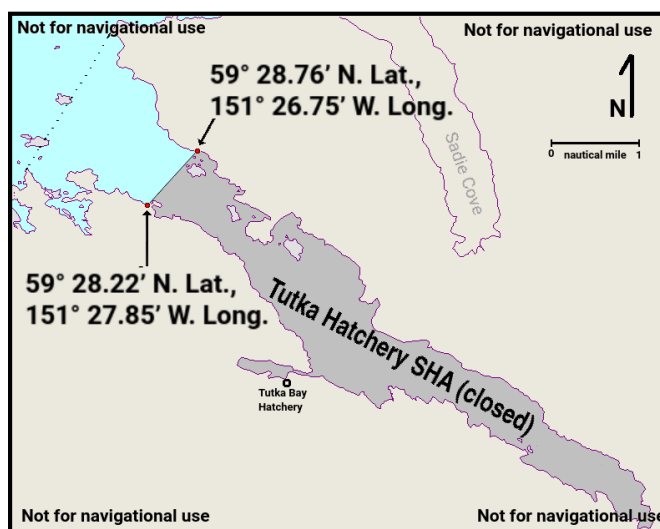 Not for navigational use
Not for navigational use
59° 28.76’ N. Lat.,
151° 26.75’ W. Long.
N
0 nautical mile 1
Sadie Cove
59° 28.22’ N. Lat.,
151° 27.85’ W. Long.
Tutka Hatchery SHA (closed)
Tutka Bay
Hatchery
Not for navigational use
Not for navigational use